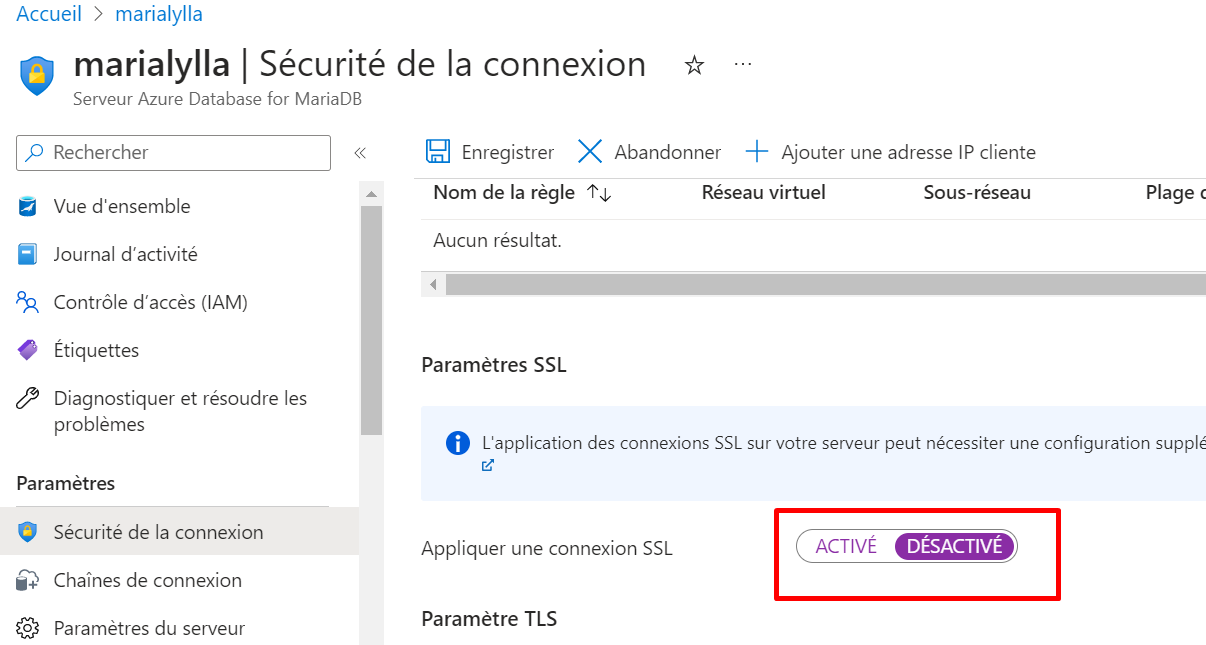 Accueil > marialylla
marialylla | Sécurité de la connexion ☆ ...
Serveur Azure Database for MariaDB
Rechercher «
Enregistrer Abandonner Ajouter une adresse IP cliente
Nom de la règle ↑↓ Réseau virtuel Sous-réseau Plage
Aucun résultat.
Vue d'ensemble
Journal d’activité
Contrôle d’accès (IAM)
Étiquettes
Diagnostiquer et résoudre les
problèmes
Paramètres
Sécurité de la connexion
Chaînes de connexion
Paramètres du serveur
Paramètres SSL
L'application des connexions SSL sur votre serveur peut nécessiter une configuration supplé
Appliquer une connexion SSL ACTIVÉ DÉSACTIVÉ
Paramètre TLS